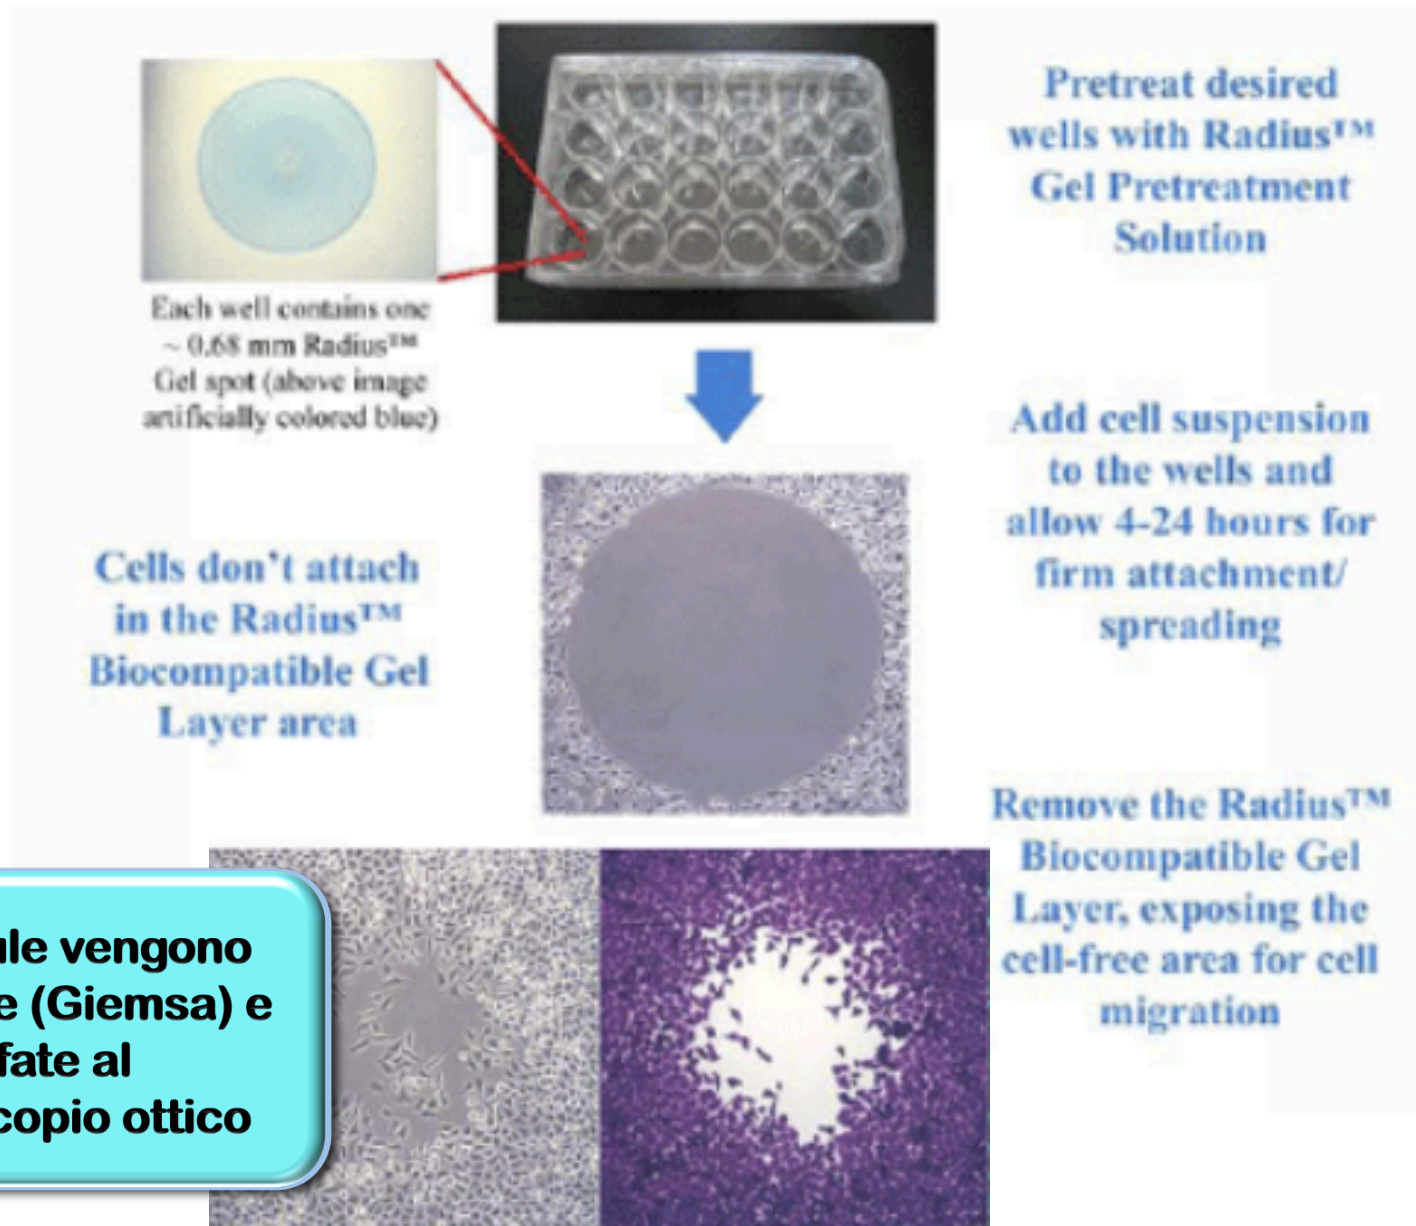 Pretreat desired
wells with Radius™
Gel Pretreatment
Solution
Each well contains one
~ 0.68 mm Radius™
Gel spot (above image
artificially colored blue)
Add cell suspension
to the wells and
allow 4-24 hours for
firm attachment/
spreading
Cells don't attach
in the Radius™
Biocompatible Gel
Layer area
Remove the Radius™
Biocompatible Gel
Layer, exposing the
cell-free area for cell
migration
ule vengono
e (Giemsa) e
fate al
copio ottico